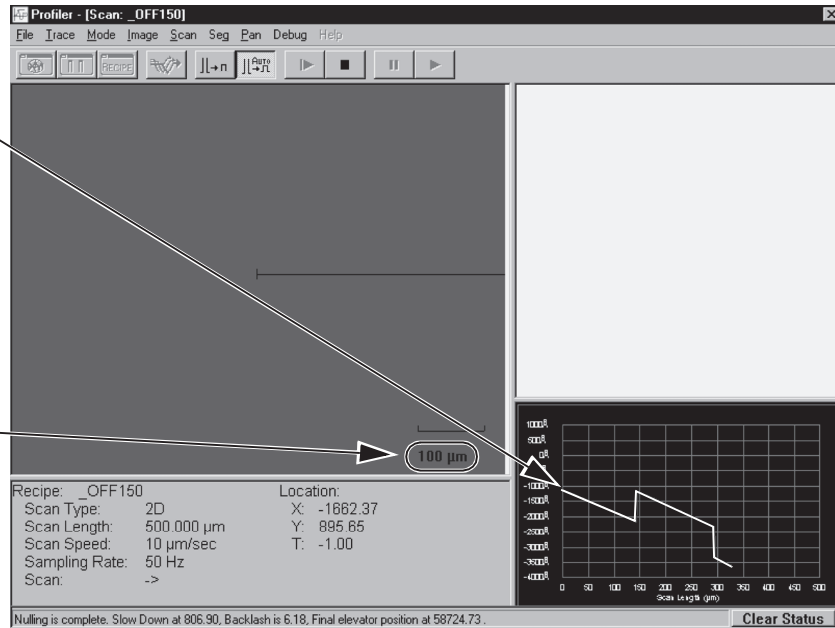 Profiler - [Scan: _OFF150]
File Trace Mode Image Scan Seg Pan Debug Help
RECIPE AUTO
100 µm
Recipe: _OFF150 Location:
Scan Type: 2D X: -1662.37
Scan Length: 500.000 µm Y: 895.65
Scan Speed: 10 µm/sec T: -1.00
Sampling Rate: 50 Hz
Scan: ->
1000Å
500Å
0Å
-1000Å
-1500Å
-2000Å
-2500Å
-3000Å
-3500Å
-4000Å
0 50 100 150 200 250 300 350 400 450 500
Scan Length (µm)
Nulling is complete. Slow Down at 806.90, Backlash is 6.18, Final elevator position at 58724.73 . Clear Status